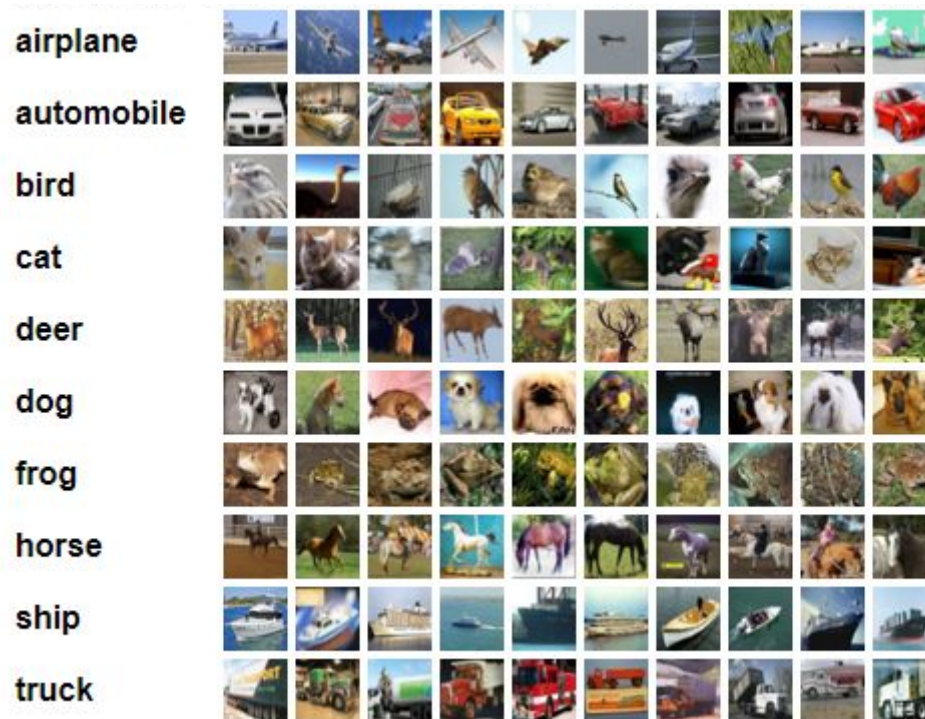 airplane
automobile
bird
cat
deer
dog
frog
horse
ship
truck